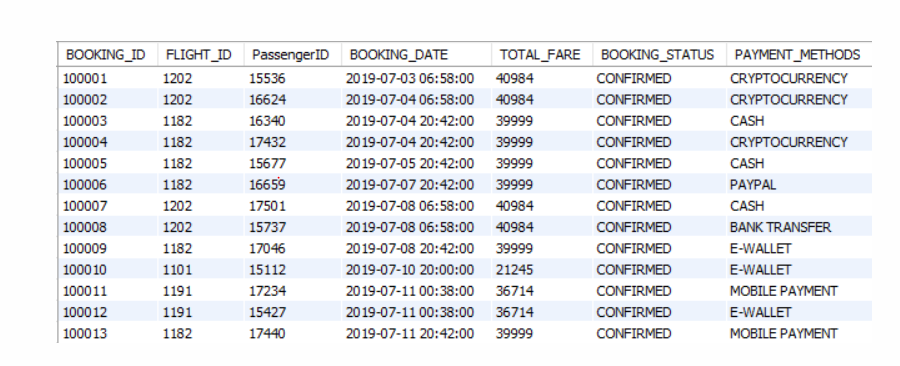 BOOKING_ID FLIGHT_ID PassengerID BOOKING_DATE TOTAL_FARE BOOKING_STATUS PAYMENT_METHODS
100001 1202 15536 2019-07-03 06:58:00 40984 CONFIRMED CRYPTOCURRENCY
100002 1202 16624 2019-07-04 06:58:00 40984 CONFIRMED CRYPTOCURRENCY
100003 1182 16340 2019-07-04 20:42:00 39999 CONFIRMED CASH
100004 1182 17432 2019-07-04 20:42:00 39999 CONFIRMED CRYPTOCURRENCY
100005 1182 15677 2019-07-05 20:42:00 39999 CONFIRMED CASH
100006 1182 16659 2019-07-07 20:42:00 39999 CONFIRMED PAYPAL
100007 1202 17501 2019-07-08 06:58:00 40984 CONFIRMED CASH
100008 1202 15737 2019-07-08 06:58:00 40984 CONFIRMED BANK TRANSFER
100009 1182 17046 2019-07-08 20:42:00 39999 CONFIRMED E-WALLET
100010 1101 15112 2019-07-10 20:00:00 21245 CONFIRMED E-WALLET
100011 1191 17234 2019-07-11 00:38:00 36714 CONFIRMED MOBILE PAYMENT
100012 1191 15427 2019-07-11 00:38:00 36714 CONFIRMED E-WALLET
100013 1182 17440 2019-07-11 20:42:00 39999 CONFIRMED MOBILE PAYMENT